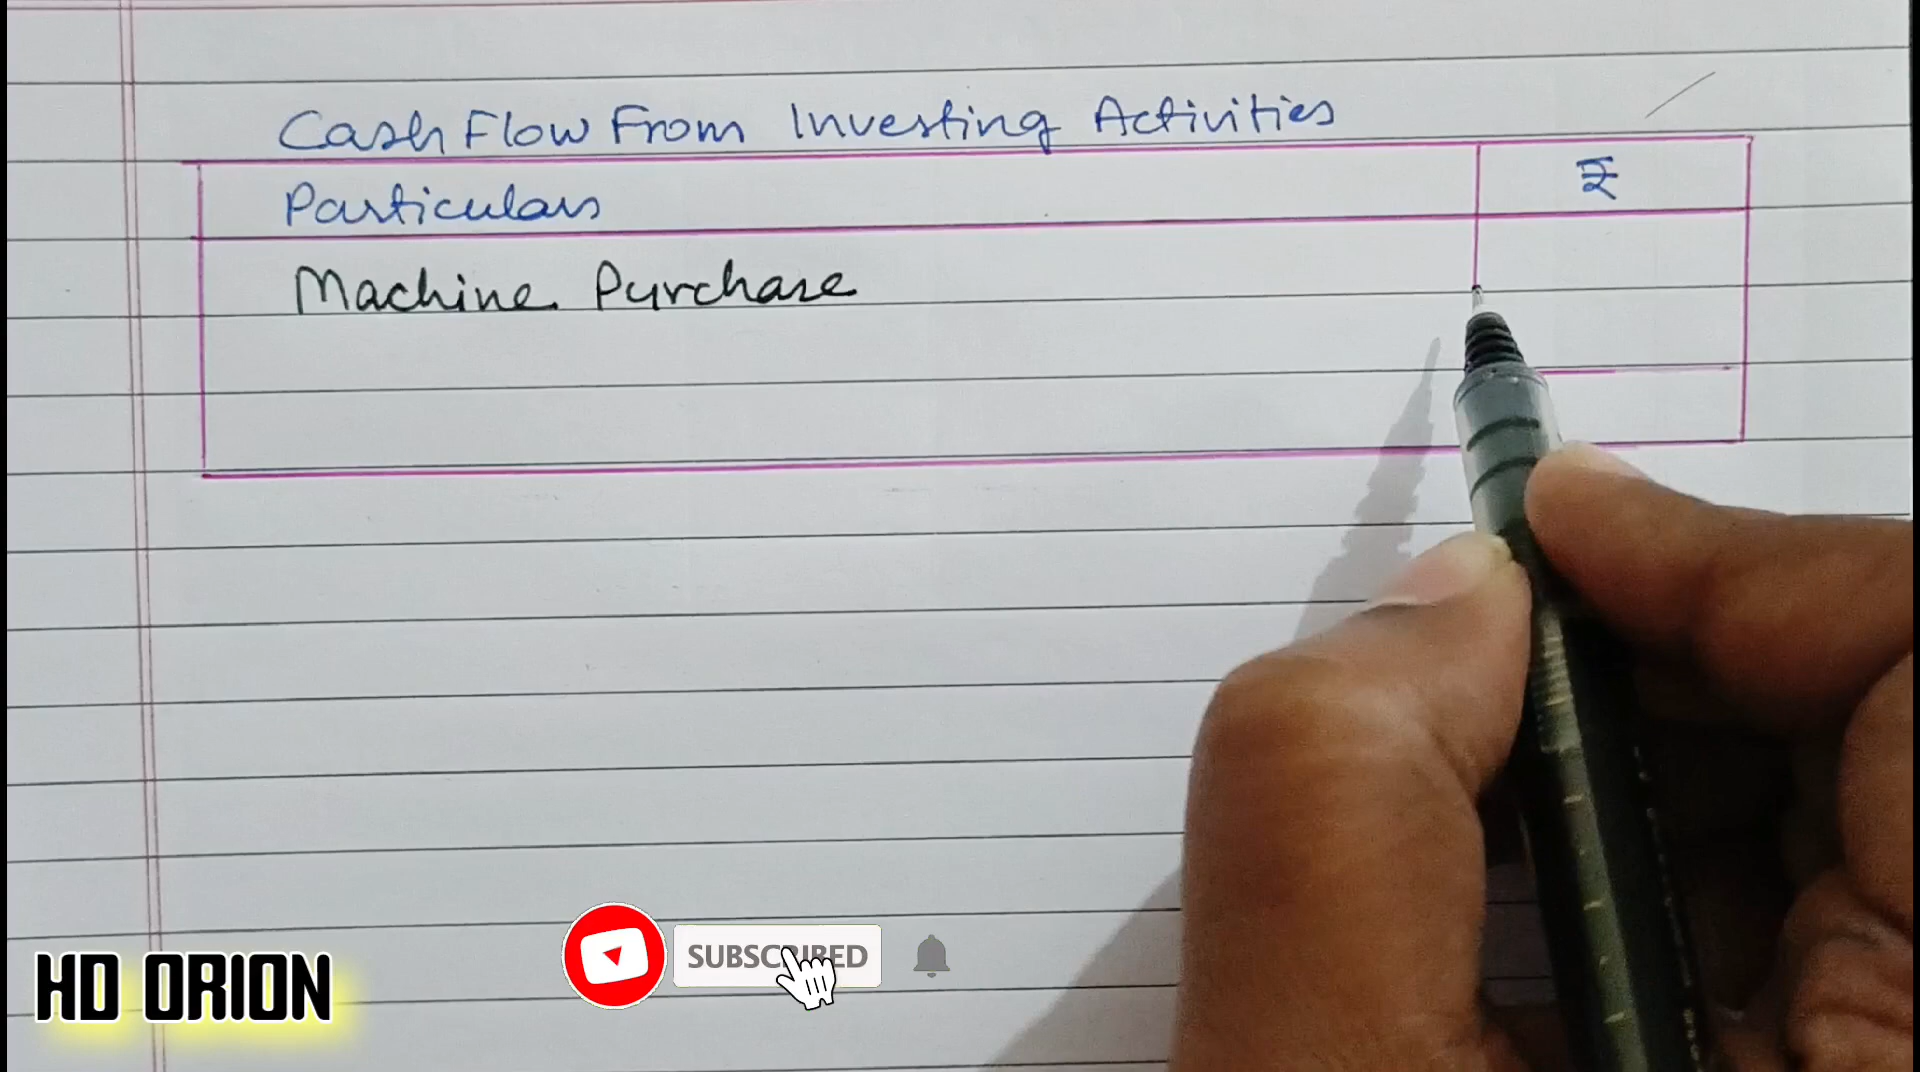 Cash Flow From Investing Activities
Particulars ₹
Machine Purchase
HD ORION
SUBSCRIBED